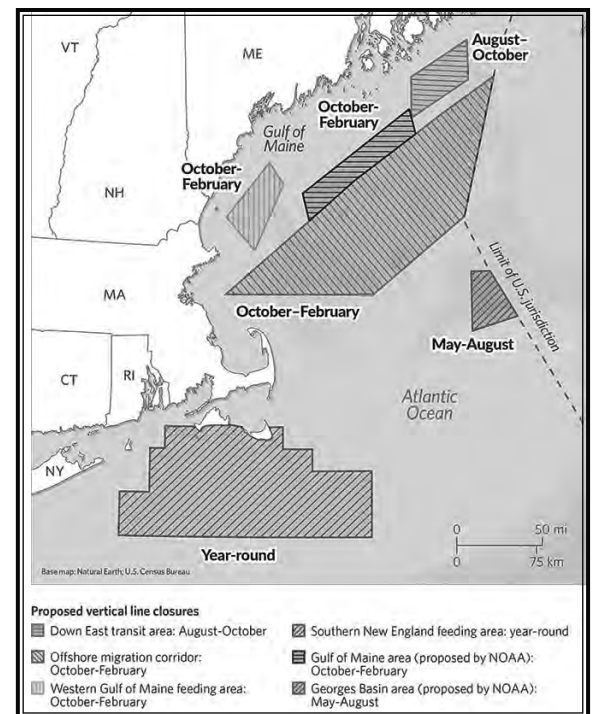 VT
ME
August–
October
October-
February
Gulf of
Maine
October-
February
NH
Limit of U.S. jurisdiction
MA
October–February
May-August
CT
RI
Atlantic
Ocean
NY
0 50 mi
0 75 km
Year-round
Base map: Natural Earth; U.S. Census Bureau
Proposed vertical line closures
Down East transit area: August-October
Offshore migration corridor:
October-February
Western Gulf of Maine feeding area:
October-February
Southern New England feeding area: year-round
Gulf of Maine area (proposed by NOAA):
October-February
Georges Basin area (proposed by NOAA):
May-August